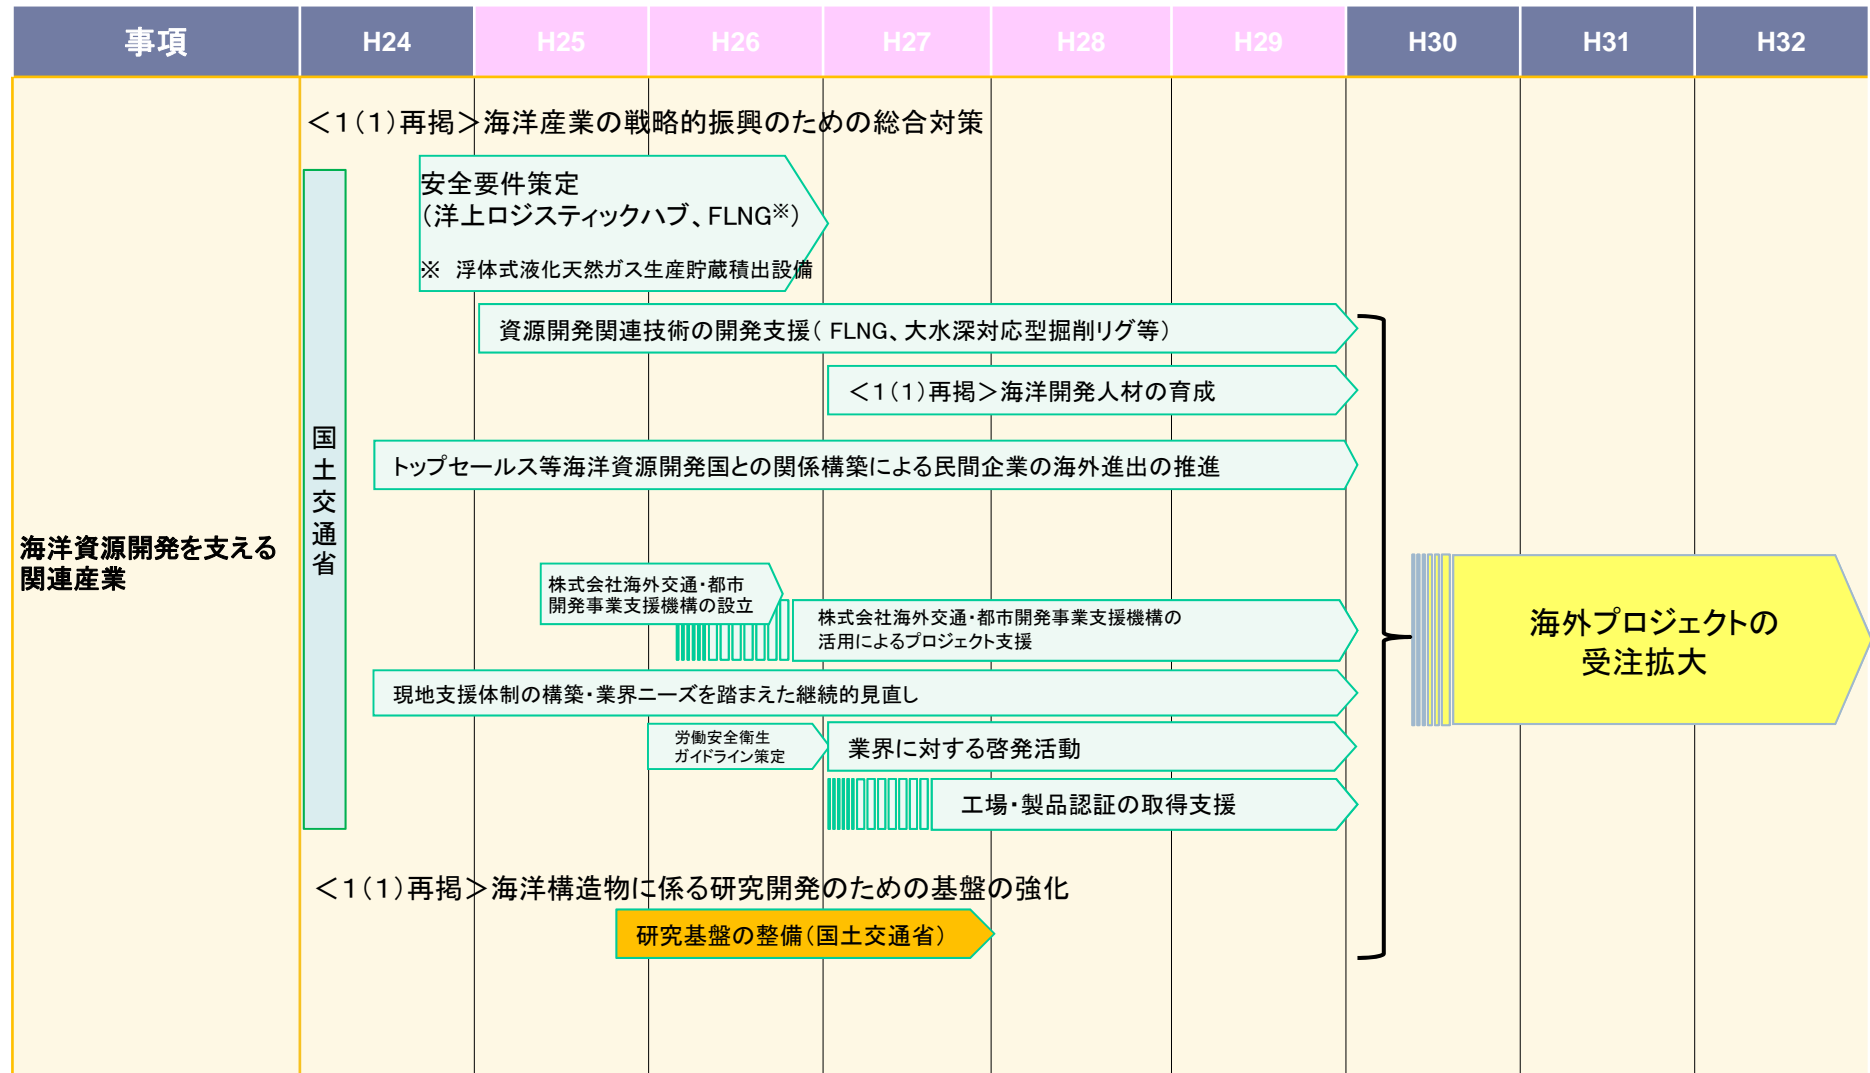 事項
H24
H25
H26
H27
H28
H29
H30
H31
H32
海洋資源開発を支える
関連産業
国土交通省
＜1（1）再掲＞海洋産業の戦略的振興のための総合対策
安全要件策定
（洋上ロジスティックハブ、FLNG※）
※　浮体式液化天然ガス生産貯蔵積出設備
資源開発関連技術の開発支援（ FLNG、大水深対応型掘削リグ等）
＜1（1）再掲＞海洋開発人材の育成
トップセールス等海洋資源開発国との関係構築による民間企業の海外進出の推進
株式会社海外交通・都市
開発事業支援機構の設立
株式会社海外交通・都市開発事業支援機構の
活用によるプロジェクト支援
現地支援体制の構築・業界ニーズを踏まえた継続的見直し
労働安全衛生
ガイドライン策定
業界に対する啓発活動
工場・製品認証の取得支援
海外プロジェクトの
受注拡大
＜1（1）再掲＞海洋構造物に係る研究開発のための基盤の強化
研究基盤の整備（国土交通省）